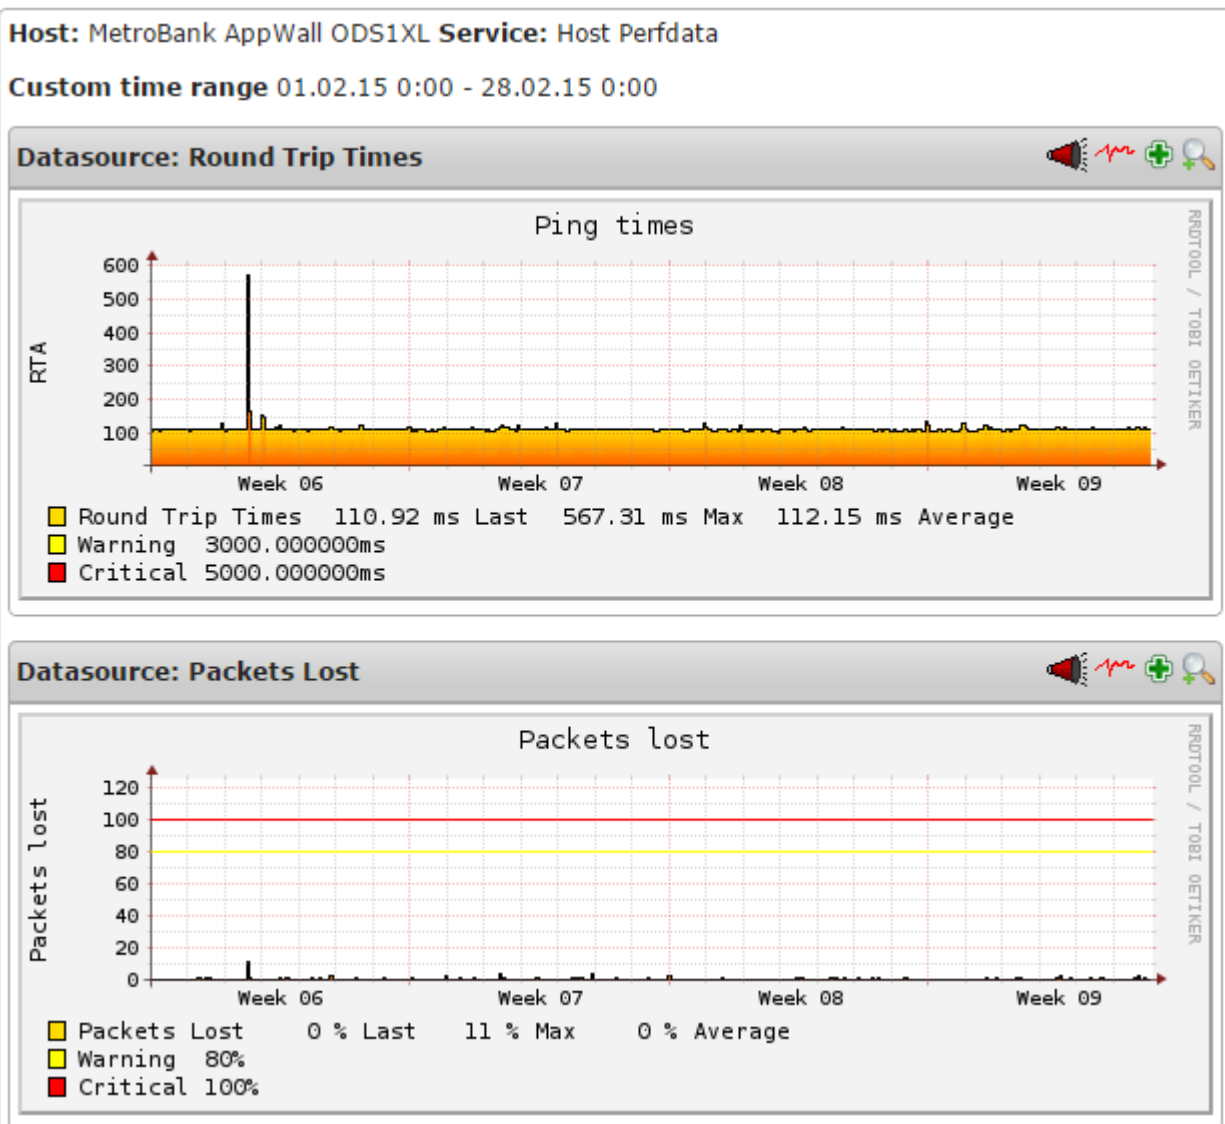 Host: MetroBank AppWall ODS1XL Service: Host Perfdata
Custom time range 01.02.15 0:00 - 28.02.15 0:00
Datasource: Round Trip Times
Ping times
RRDTOOL / TOBI OETIKER
RTA
600
500
400
300
200
100
Week 06 Week 07 Week 08 Week 09
Round Trip Times 110.92 ms Last 567.31 ms Max 112.15 ms Average
Warning 3000.000000ms
Critical 5000.000000ms
Datasource: Packets Lost
Packets lost
RRDTOOL / TOBI OETIKER
Packets lost
120
100
80
60
40
20
0
Week 06 Week 07 Week 08 Week 09
Packets Lost 0 % Last 11 % Max 0 % Average
Warning 80%
Critical 100%